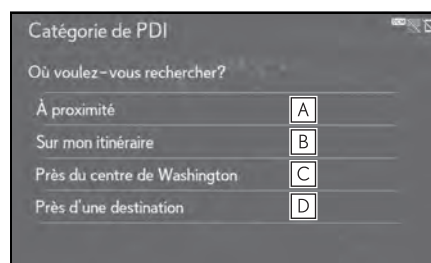 Catégorie de PDI
Où voulez-vous rechercher?
À proximité A
Sur mon itinéraire B
Près du centre de Washington C
Près d'une destination D